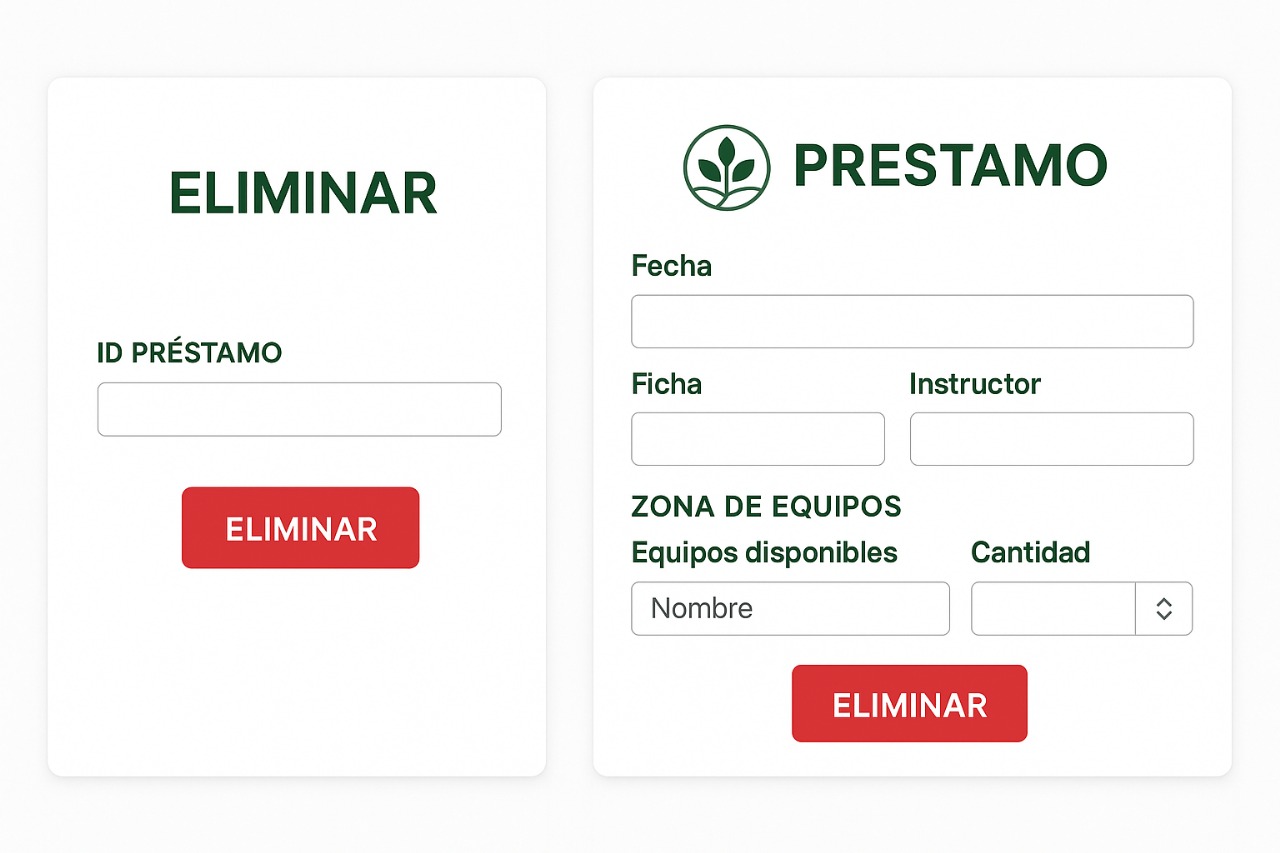 ELIMINAR
ID PRÉSTAMO
ELIMINAR
PRESTAMO
Fecha
Ficha
Instructor
ZONA DE EQUIPOS
Equipos disponibles
Cantidad
Nombre
ELIMINAR